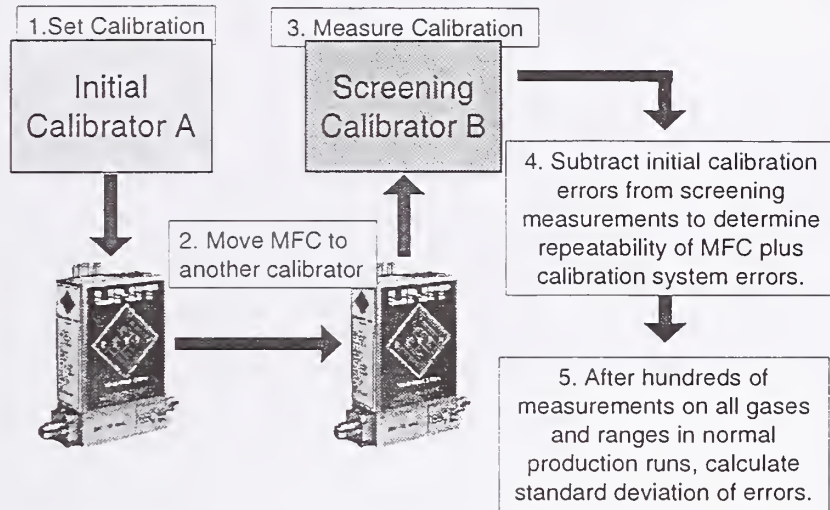 1.Set Calibration
Initial
Calibrator A
2. Move MFC to
another calibrator
3. Measure Calibration
Screening
Calibrator B
4. Subtract initial calibration
errors from screening
measurements to determine
repeatability of MFC plus
calibration system errors.
5. After hundreds of
measurements on all gases
and ranges in normal
production runs, calculate
standard deviation of errors.
UNIT
UNIT